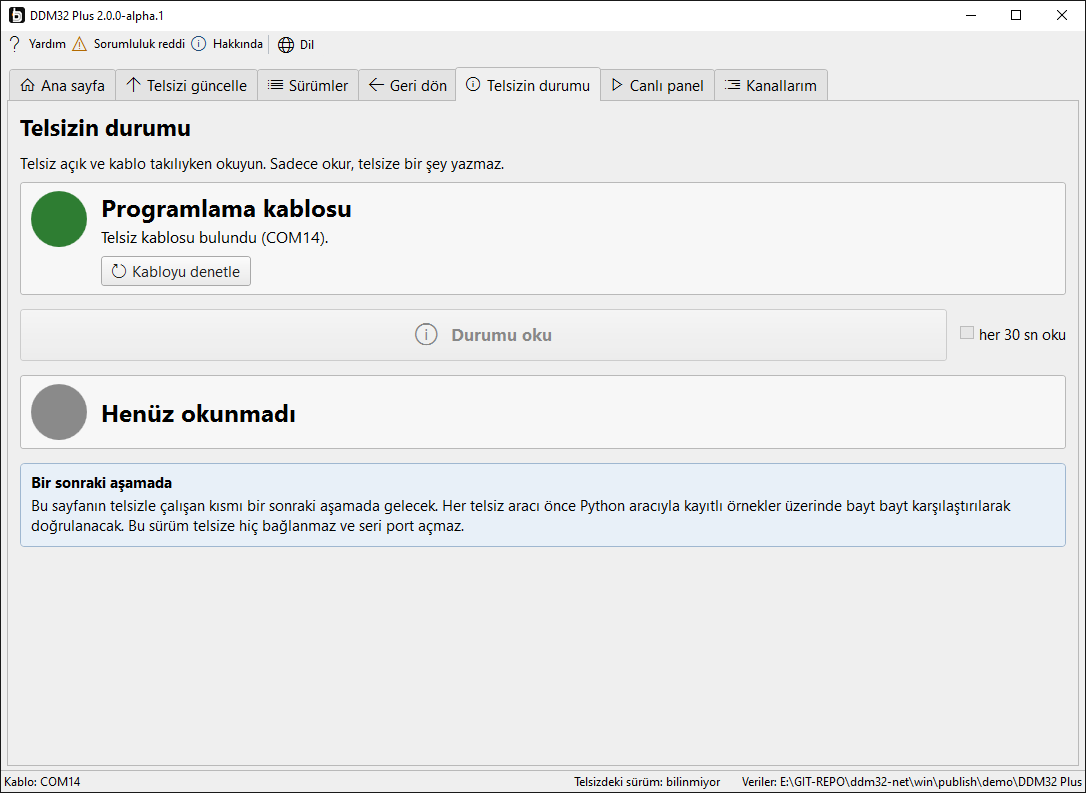 DDM32 Plus 2.0.0-alpha.1
? Yardım Sorumluluk reddi Hakkında Dil
Ana sayfa Telsizi güncelle Sürümler Geri dön Telsizin durumu Canlı panel Kanallarım
Telsizin durumu
Telsiz açık ve kablo takılıyken okuyun. Sadece okur, telsize bir şey yazmaz.
Programlama kablosu
Telsiz kablosu bulundu (COM14).
Kabloyu denetle
Durumu oku
her 30 sn oku
Henüz okunmadı
Bir sonraki aşamada
Bu sayfanın telsizle çalışan kısmı bir sonraki aşamada gelecek. Her telsiz aracı önce Python aracıyla kayıtlı örnekler üzerinde bayt bayt karşılaştırılarak
doğrulanacak. Bu sürüm telsize hiç bağlanmaz ve seri port açmaz.
Kablo: COM14 Telsizdeki sürüm: bilinmiyor Veriler: E:\GIT-REPO\ddm32-net\win\publish\demo\DDM32 Plus